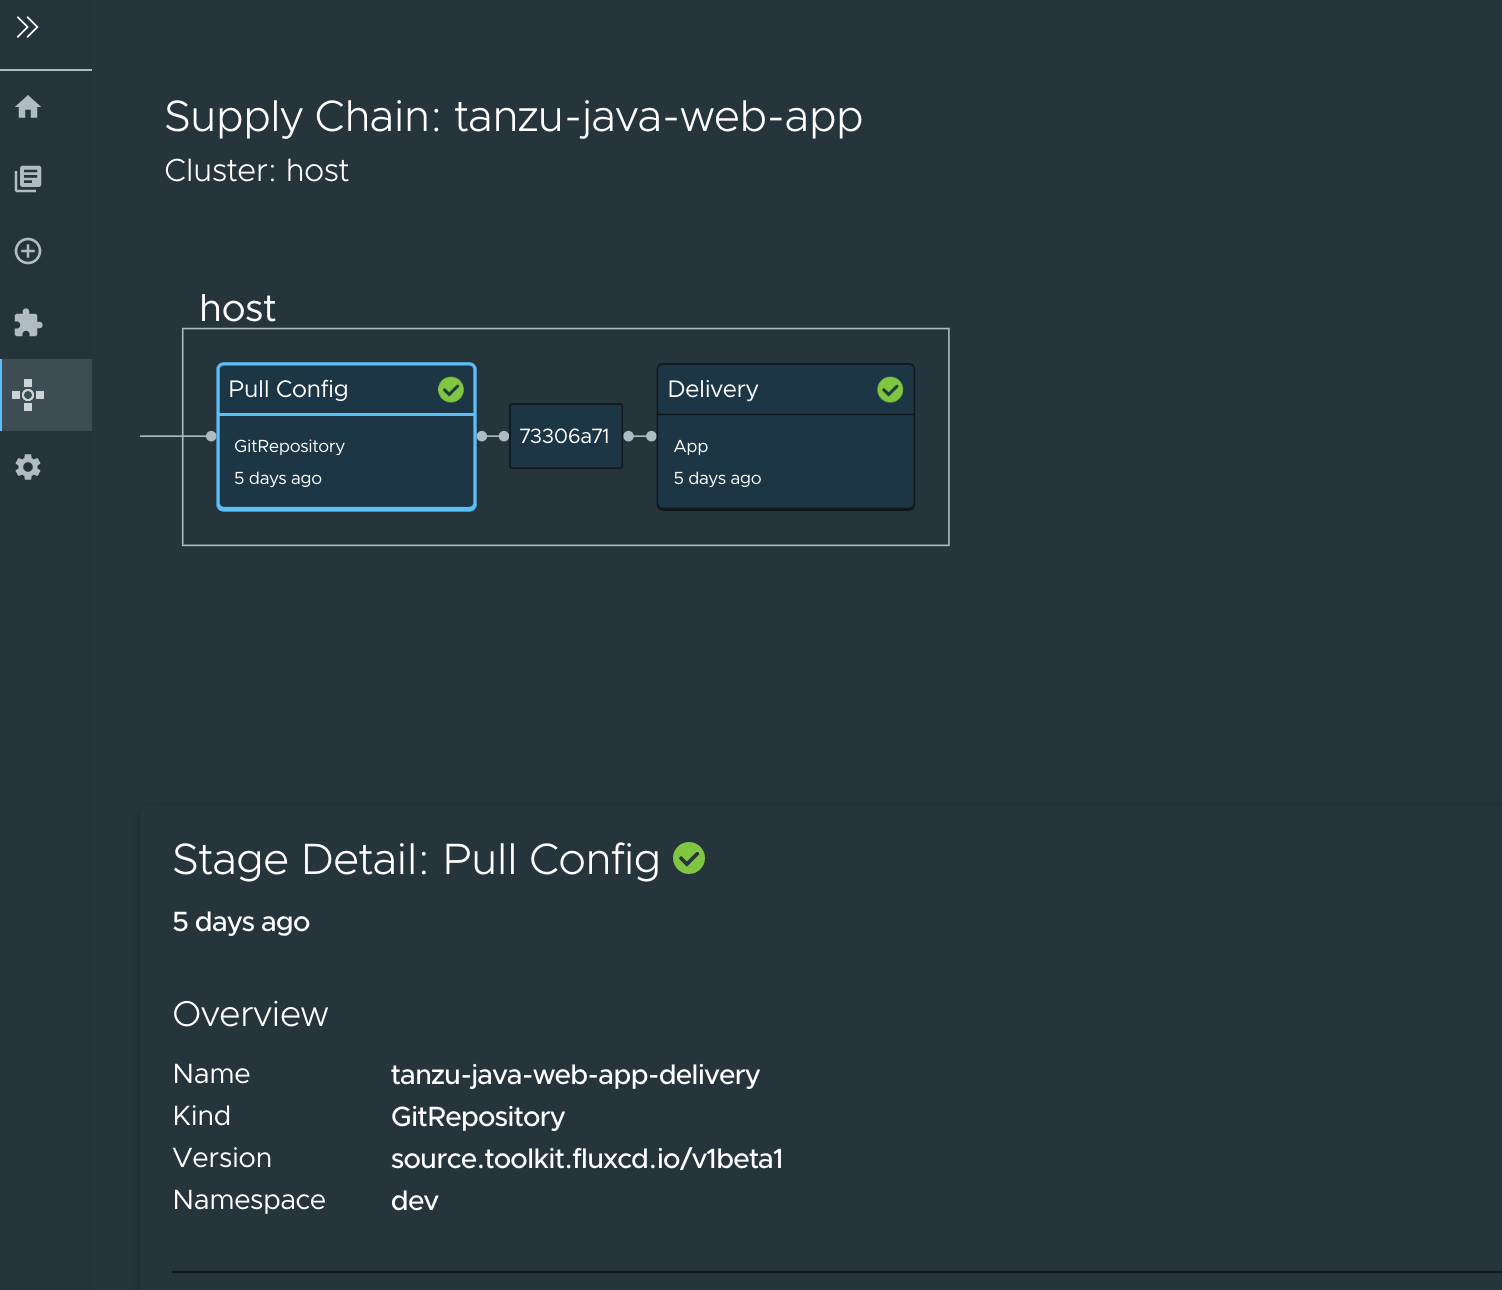 Supply Chain: tanzu-java-web-app
Cluster: host
host
Pull Config
GitRepository
5 days ago
73306a71
Delivery
App
5 days ago
Stage Detail: Pull Config
5 days ago
Overview
Name tanzu-java-web-app-delivery
Kind GitRepository
Version source.toolkit.fluxcd.io/v1beta1
Namespace dev